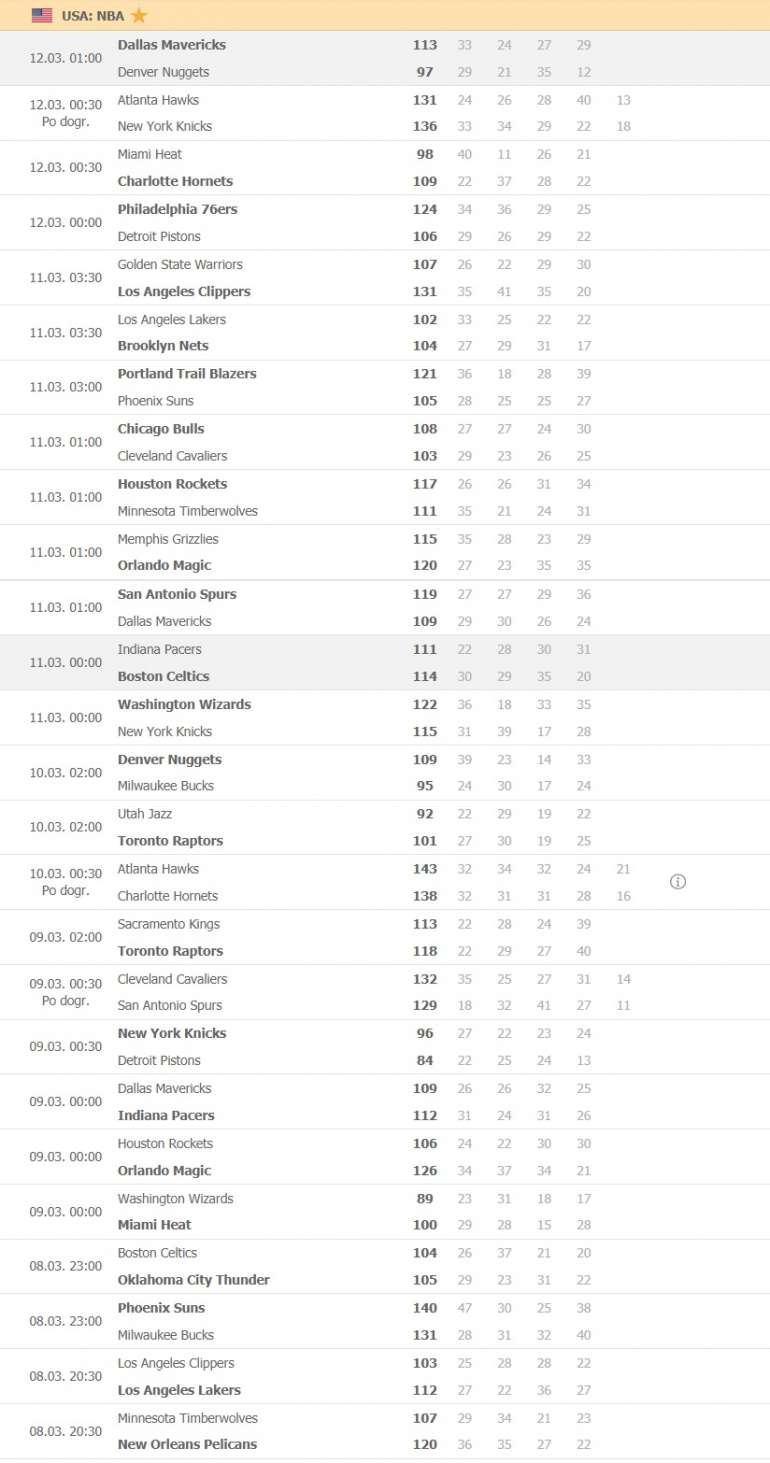 USA: NBA
Dallas Mavericks 113 33 24 27 29
12.03. 01:00
Denver Nuggets 97 29 21 35 12
Atlanta Hawks 131 24 26 28 40 13
12.03. 00:30
Po dogr.
New York Knicks 136 33 34 29 22 18
Miami Heat 98 40 11 26 21
12.03. 00:30
Charlotte Hornets 109 22 37 28 22
Philadelphia 76ers 124 34 36 29 25
12.03. 00:00
Detroit Pistons 106 29 26 29 22
Golden State Warriors 107 26 22 29 30
11.03. 03:30
Los Angeles Clippers 131 35 41 35 20
Los Angeles Lakers 102 33 25 22 22
11.03. 03:30
Brooklyn Nets 104 27 29 31 17
Portland Trail Blazers 121 36 18 28 39
11.03. 03:00
Phoenix Suns 105 28 25 25 27
Chicago Bulls 108 27 27 24 30
11.03. 01:00
Cleveland Cavaliers 103 29 23 26 25
Houston Rockets 117 26 26 31 34
11.03. 01:00
Minnesota Timberwolves 111 35 21 24 31
Memphis Grizzlies 115 35 28 23 29
11.03. 01:00
Orlando Magic 120 27 23 35 35
San Antonio Spurs 119 27 27 29 36
11.03. 01:00
Dallas Mavericks 109 29 30 26 24
Indiana Pacers 111 22 28 30 31
11.03. 00:00
Boston Celtics 114 30 29 35 20
Washington Wizards 122 36 18 33 35
11.03. 00:00
New York Knicks 115 31 39 17 28
Denver Nuggets 109 39 23 14 33
10.03. 02:00
Milwaukee Bucks 95 24 30 17 24
Utah Jazz 92 22 29 19 22
10.03. 02:00
Toronto Raptors 101 27 30 19 25
Atlanta Hawks 143 32 34 32 24 21
10.03. 00:30
Po dogr.
Charlotte Hornets 138 32 31 31 28 16
Sacramento Kings 113 22 28 24 39
09.03. 02:00
Toronto Raptors 118 22 29 27 40
Cleveland Cavaliers 132 35 25 27 31 14
09.03. 00:30
Po dogr.
San Antonio Spurs 129 18 32 41 27 11
New York Knicks 96 27 22 23 24
09.03. 00:30
Detroit Pistons 84 22 25 24 13
Dallas Mavericks 109 26 26 32 25
09.03. 00:00
Indiana Pacers 112 31 24 31 26
Houston Rockets 106 24 22 30 30
09.03. 00:00
Orlando Magic 126 34 37 34 21
Washington Wizards 89 23 31 18 17
09.03. 00:00
Miami Heat 100 29 28 15 28
Boston Celtics 104 26 37 21 20
08.03. 23:00
Oklahoma City Thunder 105 29 23 31 22
Phoenix Suns 140 47 30 25 38
08.03. 23:00
Milwaukee Bucks 131 28 31 32 40
Los Angeles Clippers 103 25 28 28 22
08.03. 20:30
Los Angeles Lakers 112 27 22 36 27
Minnesota Timberwolves 107 29 34 21 23
08.03. 20:30
New Orleans Pelicans 120 36 35 27 22